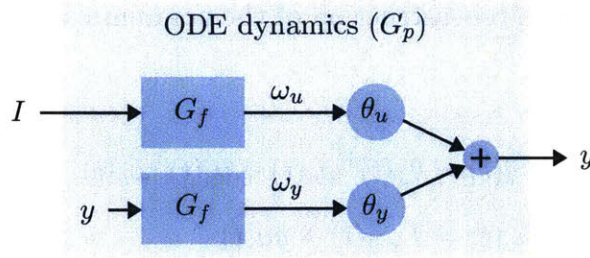 ODE dynamics (G_p)
I G_f ω_u θ_u
+ y
y G_f ω_y θ_y